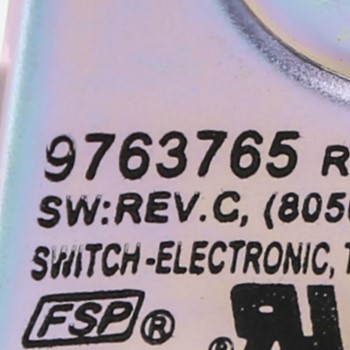 9763765 R
SW:REV.C, (805
SWITCH-ELECTRONIC,
FSP ®